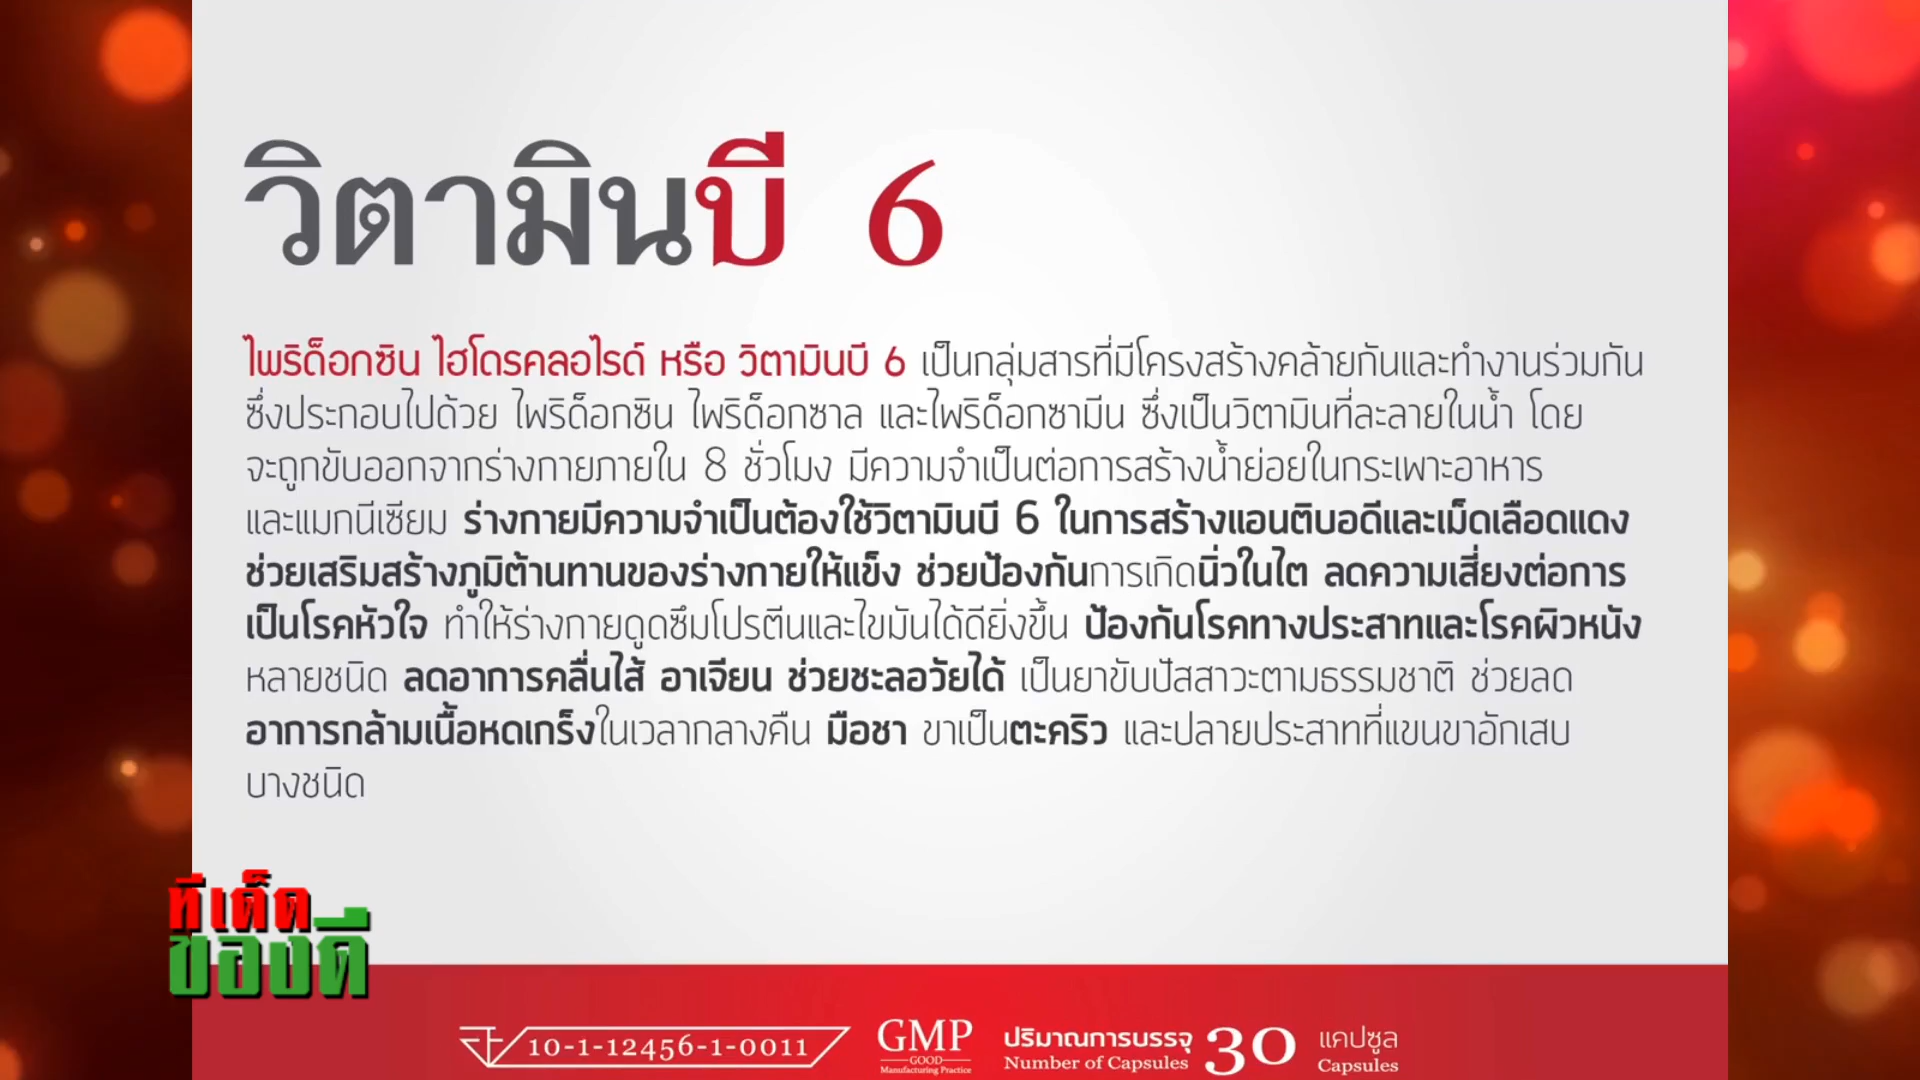 วิตามินบี 6
ไพริด็อกซิน ไฮโดรคลอไรด์ หรือ วิตามินบี 6 เป็นกลุ่มสารที่มีโครงสร้างคล้ายกันและทำงานร่วมกัน
ซึ่งประกอบไปด้วย ไพริด็อกซิน ไพริด็อกซาล และไพริด็อกซามีน ซึ่งเป็นวิตามินที่ละลายในน้ำ โดย
จะถูกขับออกจากร่างกายภายใน 8 ชั่วโมง มีความจำเป็นต่อการสร้างน้ำย่อยในกระเพาะอาหาร
และแมกนีเซียม ร่างกายมีความจำเป็นต้องใช้วิตามินบี 6 ในการสร้างแอนติบอดีและเม็ดเลือดแดง
ช่วยเสริมสร้างภูมิต้านทานของร่างกายให้แข็ง ช่วยป้องกันการเกิดนิ่วในไต ลดความเสี่ยงต่อการ
เป็นโรคหัวใจ ทำให้ร่างกายดูดซึมโปรตีนและไขมันได้ดียิ่งขึ้น ป้องกันโรคทางประสาทและโรคผิวหนัง
หลายชนิด ลดอาการคลื่นไส้ อาเจียน ช่วยชะลอวัยได้ เป็นยาขับปัสสาวะตามธรรมชาติ ช่วยลด
อาการกล้ามเนื้อหดเกร็งในเวลากลางคืน มือชา ขาเป็นตะคริว และปลายประสาทที่แขนขาอักเสบ
บางชนิด
ทีเด็ด
ของดี
อย 10-1-12456-1-0011
GMP
GOOD
Manufacturing Practice
ปริมาณการบรรจุ 30 แคปซูล
Number of Capsules Capsules